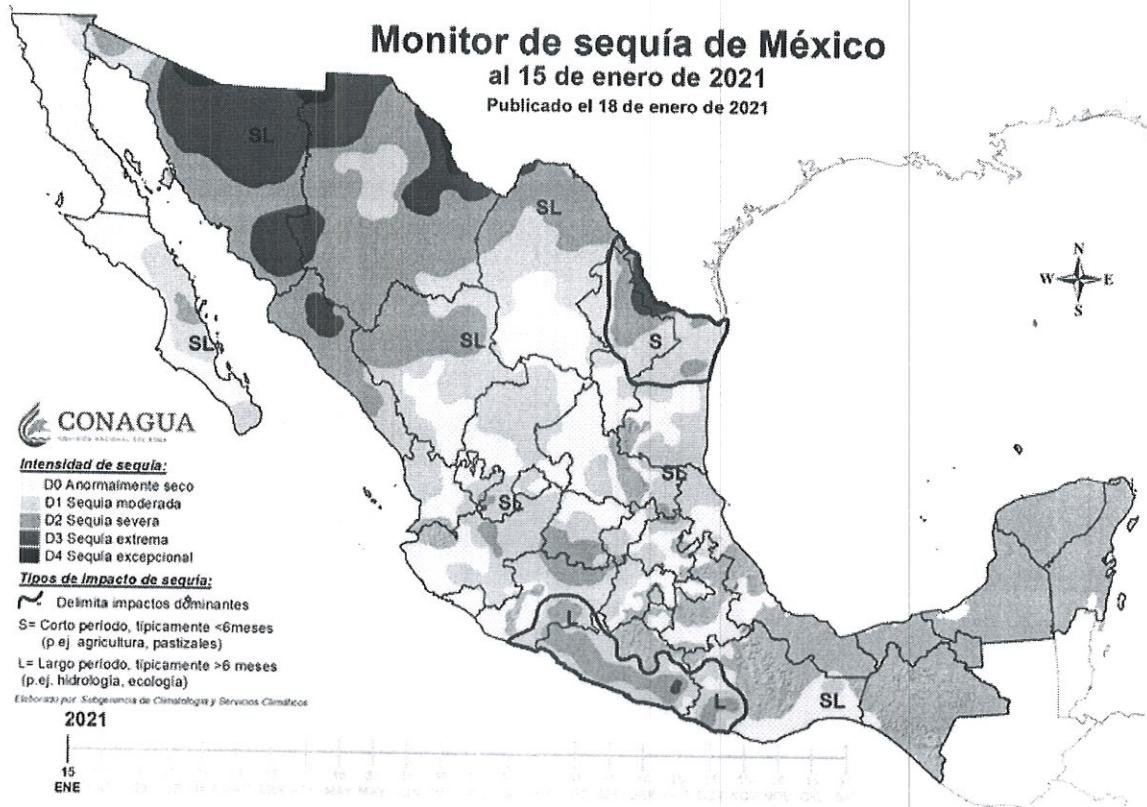 Monitor de sequía de México
al 15 de enero de 2021
Publicado el 18 de enero de 2021
SL
SL
N
W E
S
SL
SL
S
CONAGUA
Intensidad de sequía:
D0 Anormalmente seco
D1 Sequía moderada
D2 Sequía severa
D3 Sequía extrema
D4 Sequía excepcional
SL
SL
Tipos de impacto de sequía:
Delimita impactos dominantes
S= Corto período, típicamente <6meses
(p.ej agricultura, pastizales)
L= Largo período, típicamente >6 meses
(p.ej. hidrología, ecología)
L
L
SL
Elaborado por: Subgerencia de Climatología y Servicios Climáticos
2021
15
ENE